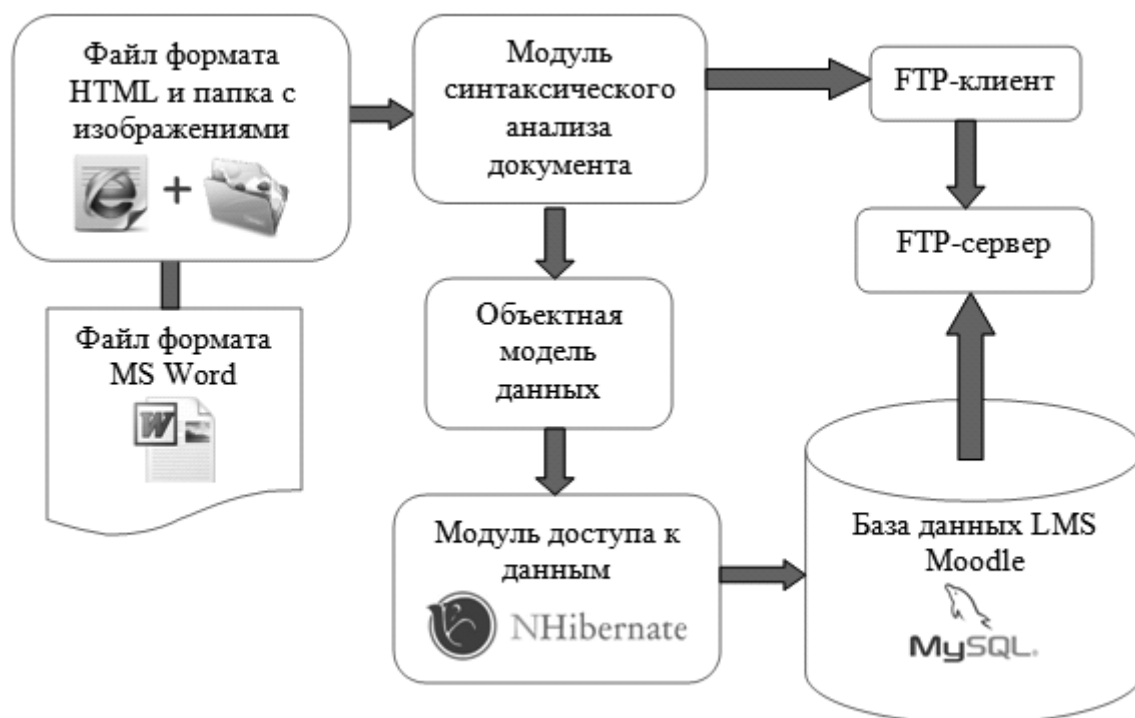 Файл формата
HTML и папка с
изображениями
Файл формата
MS Word
W
Модуль
синтаксического
анализа
документа
Объектная
модель
данных
Модуль доступа к
данным
NHibernate
FTP-клиент
FTP-сервер
База данных LMS
Moodle
MySQL®